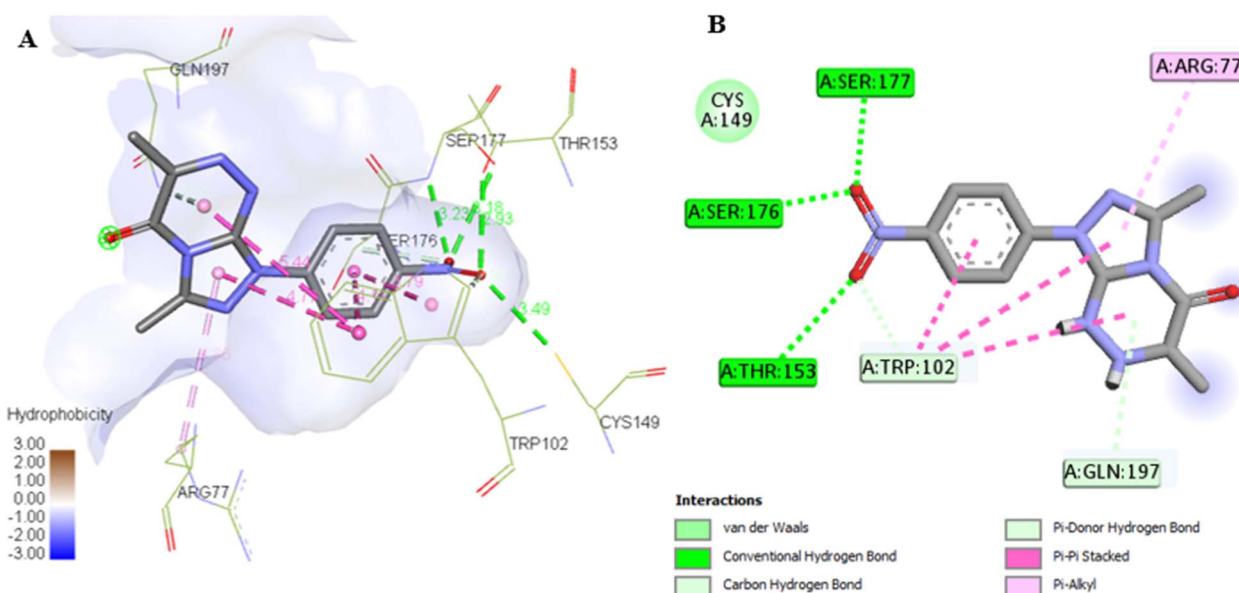 A
GLN197
SER177
THR153
ER176
3.23
3.18
2.93
5.44
4.7
3.49
CYS149
TRP102
ARG77
Hydrophobicity
3.00
2.00
1.00
0.00
-1.00
-2.00
-3.00
B
CYS
A:149
A:SER:177
A:ARG:77
A:SER:176
A:THR:153
A:TRP:102
A:GLN:197
Interactions
van der Waals
Conventional Hydrogen Bond
Carbon Hydrogen Bond
Pi-Donor Hydrogen Bond
Pi-Pi Stacked
Pi-Alkyl